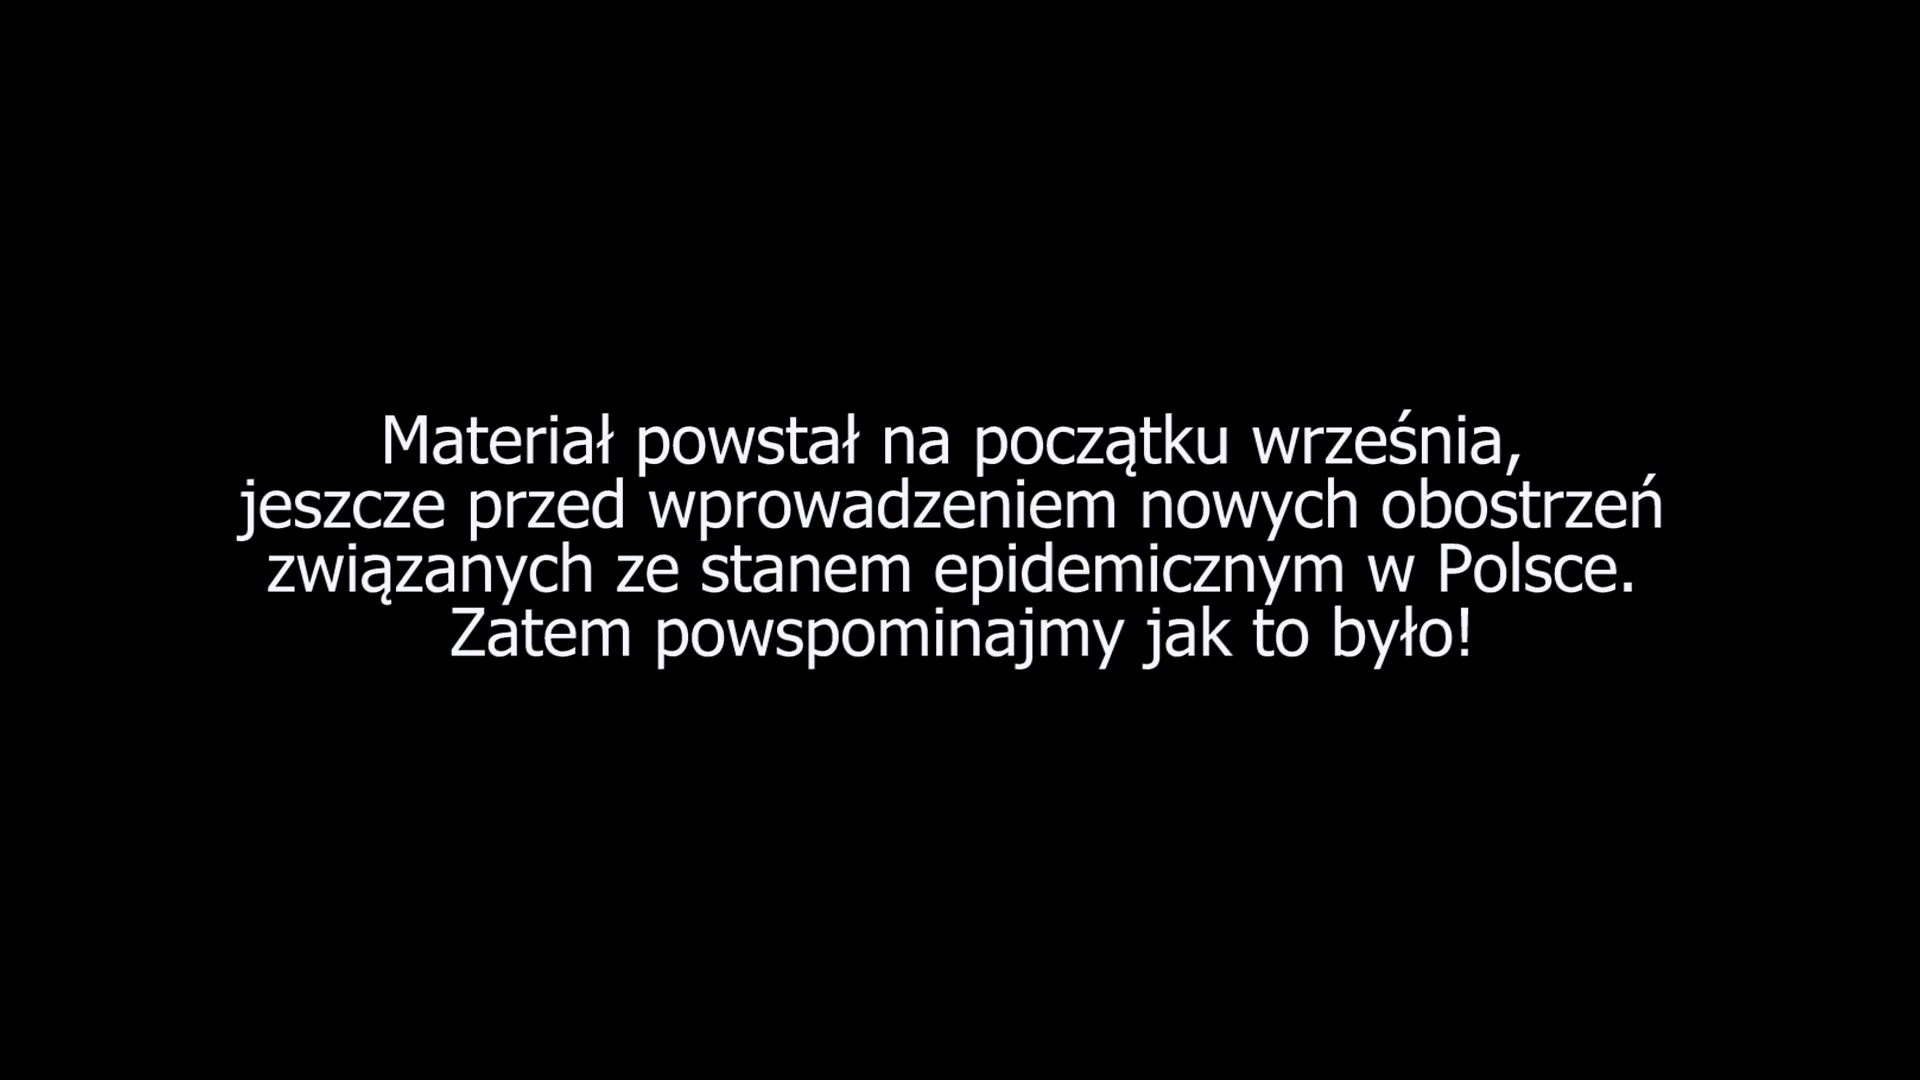 Materiał powstał na początku września,
jeszcze przed wprowadzeniem nowych obostrzeń
związanych ze stanem epidemicznym w Polsce.
Zatem powspominajmy jak to było!